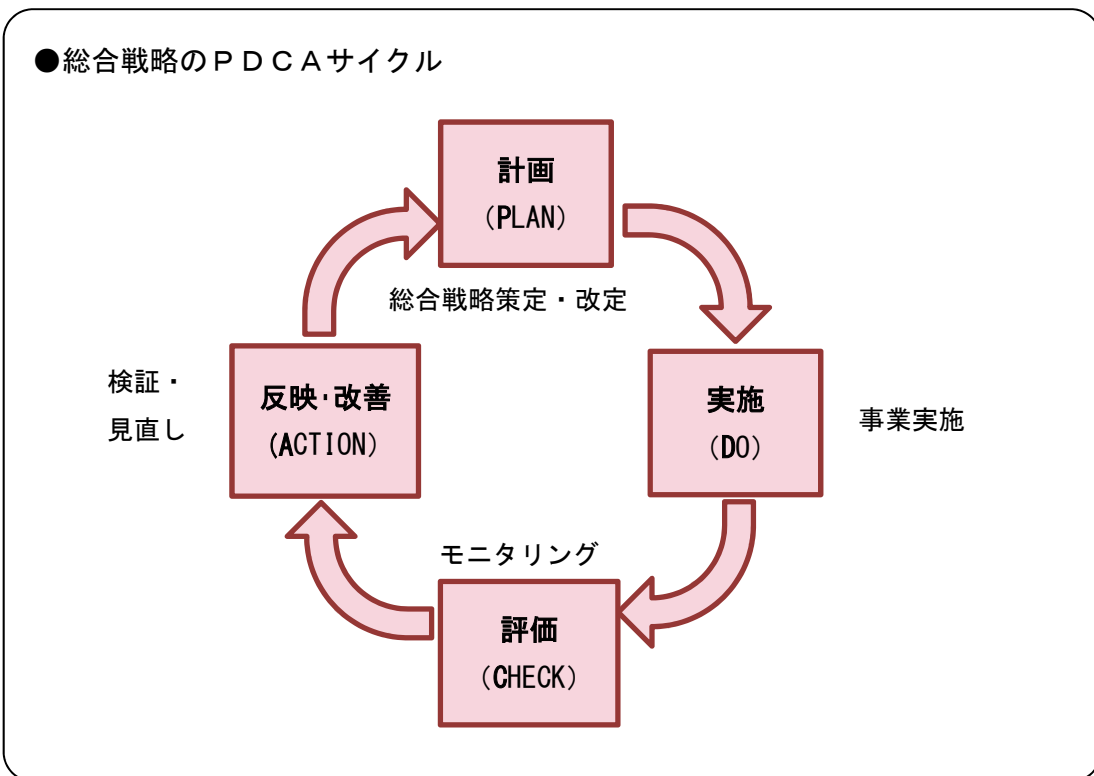 ●総合戦略のＰＤＣＡサイクル
計画
（PLAN）
総合戦略策定・改定
検証・
見直し
反映・改善
(ACTION）
実施
（DO）
事業実施
モニタリング
評価
（CHECK）